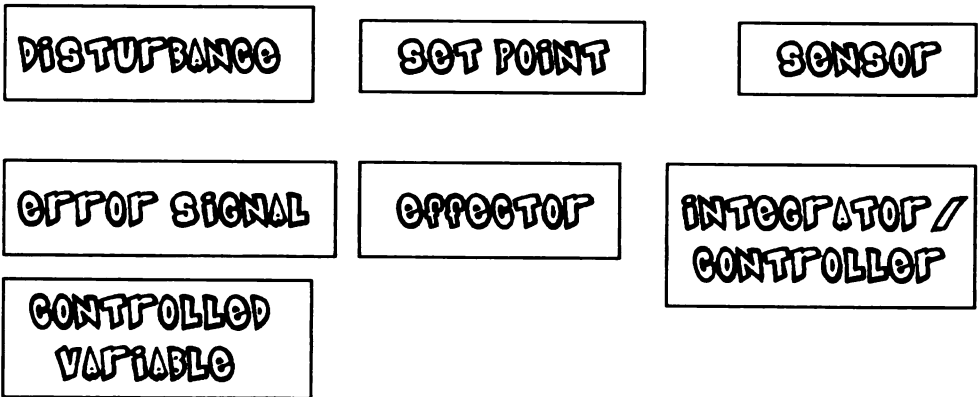 DISTURBANCE
SET POINT
SENSOR
ERROR SIGNAL
EFFECTOR
INTEGRATOR /
CONTROLLER
CONTROLLED
VARIABLE